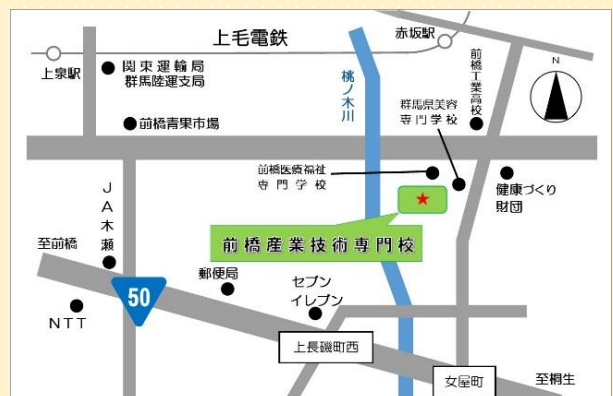 上毛電鉄
赤坂駅
上泉駅
関東運輸局
群馬陸運支局
桃ノ木川
前橋工業高校
N
群馬県美容
専門学校
前橋青果市場
前橋医療福祉
専門学校
健康づくり
財団
★
JA木瀬
前橋産業技術専門校
至前橋
郵便局
セブン
イレブン
50
NTT
上長磯町西
女屋町
至桐生